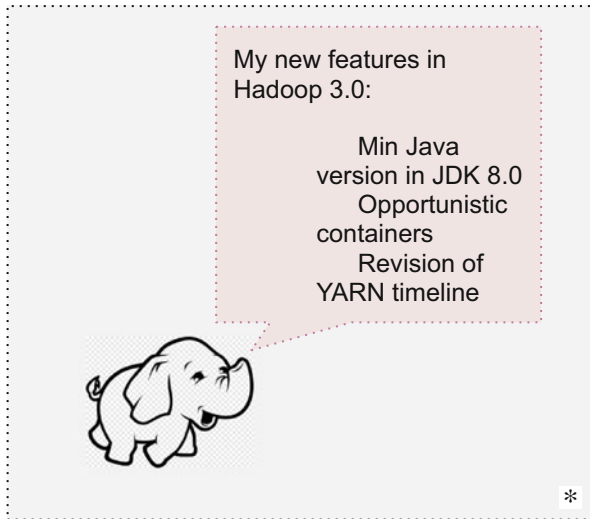 My new features in
Hadoop 3.0:
Min Java
version in JDK 8.0
Opportunistic
containers
Revision of
YARN timeline
*